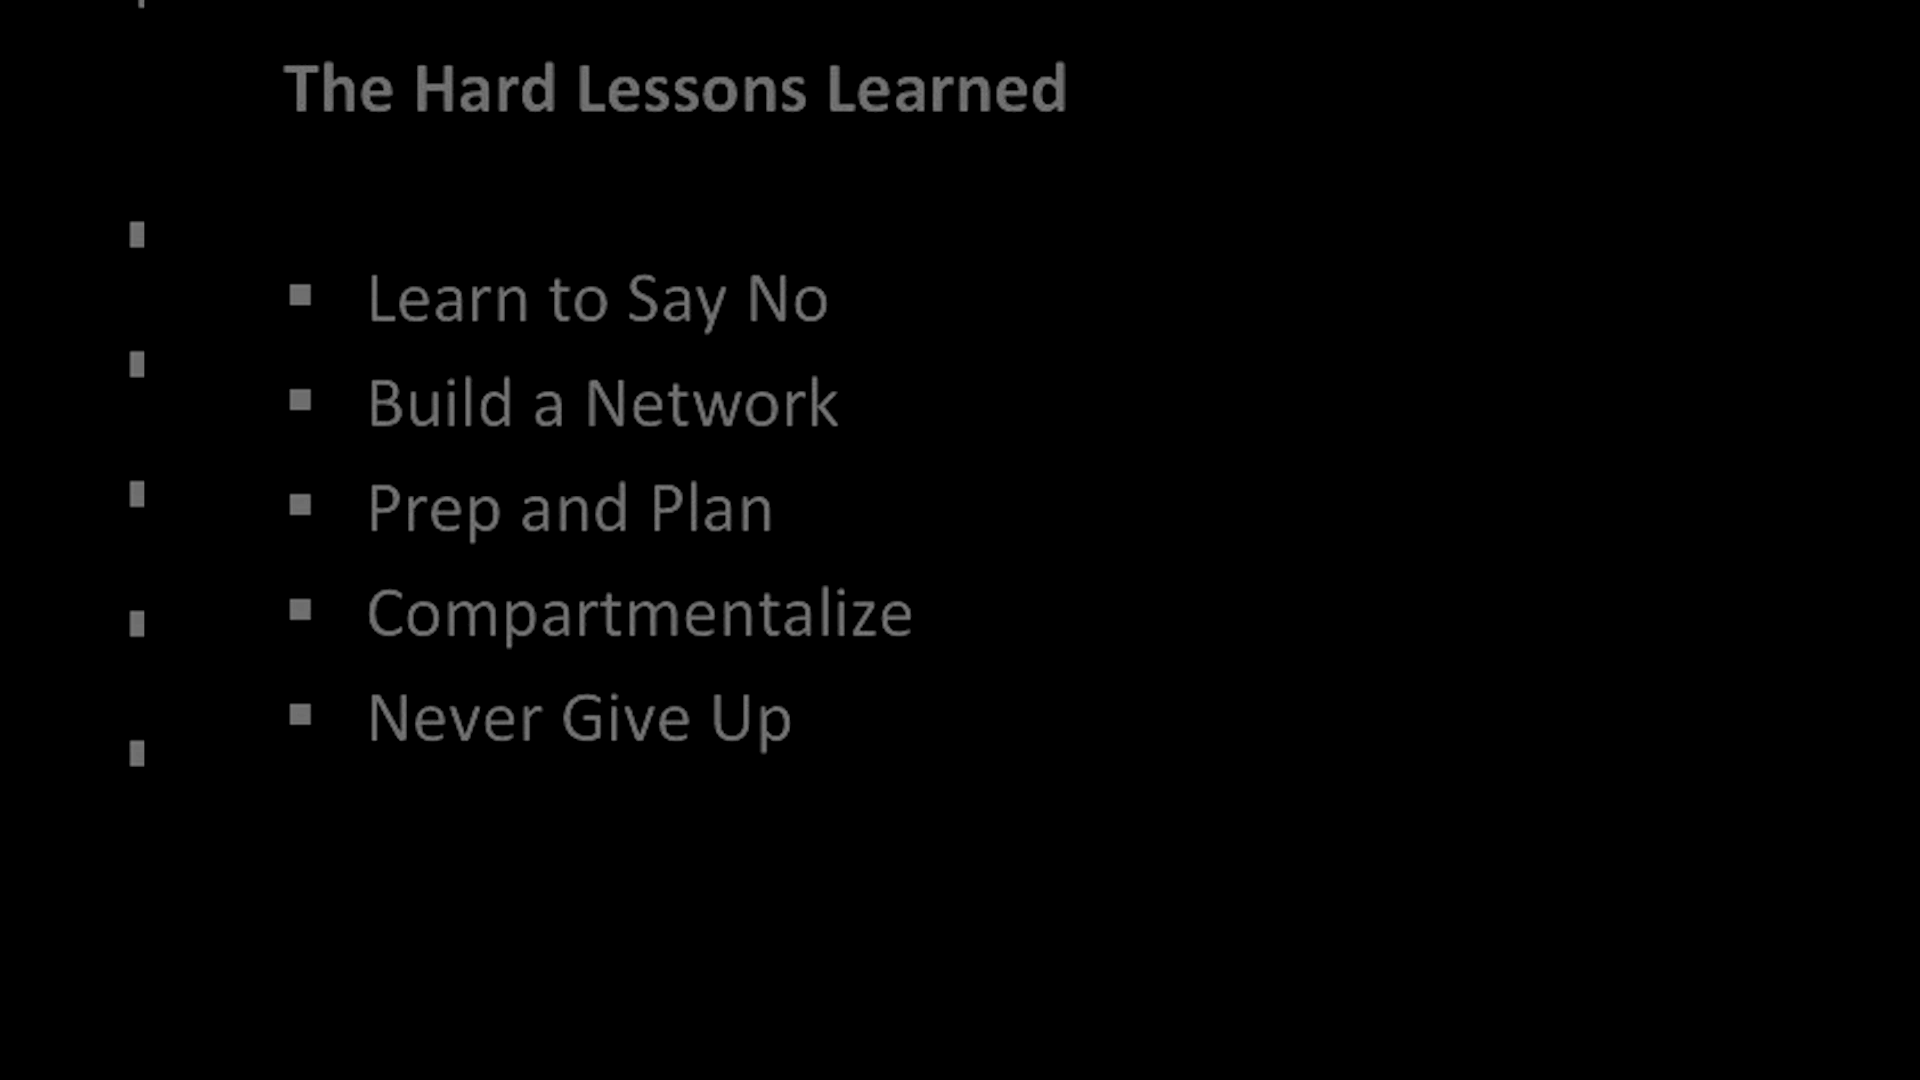 The Hard Lessons Learned
Learn to Say No
Build a Network
Prep and Plan
Compartmentalize
Never Give Up